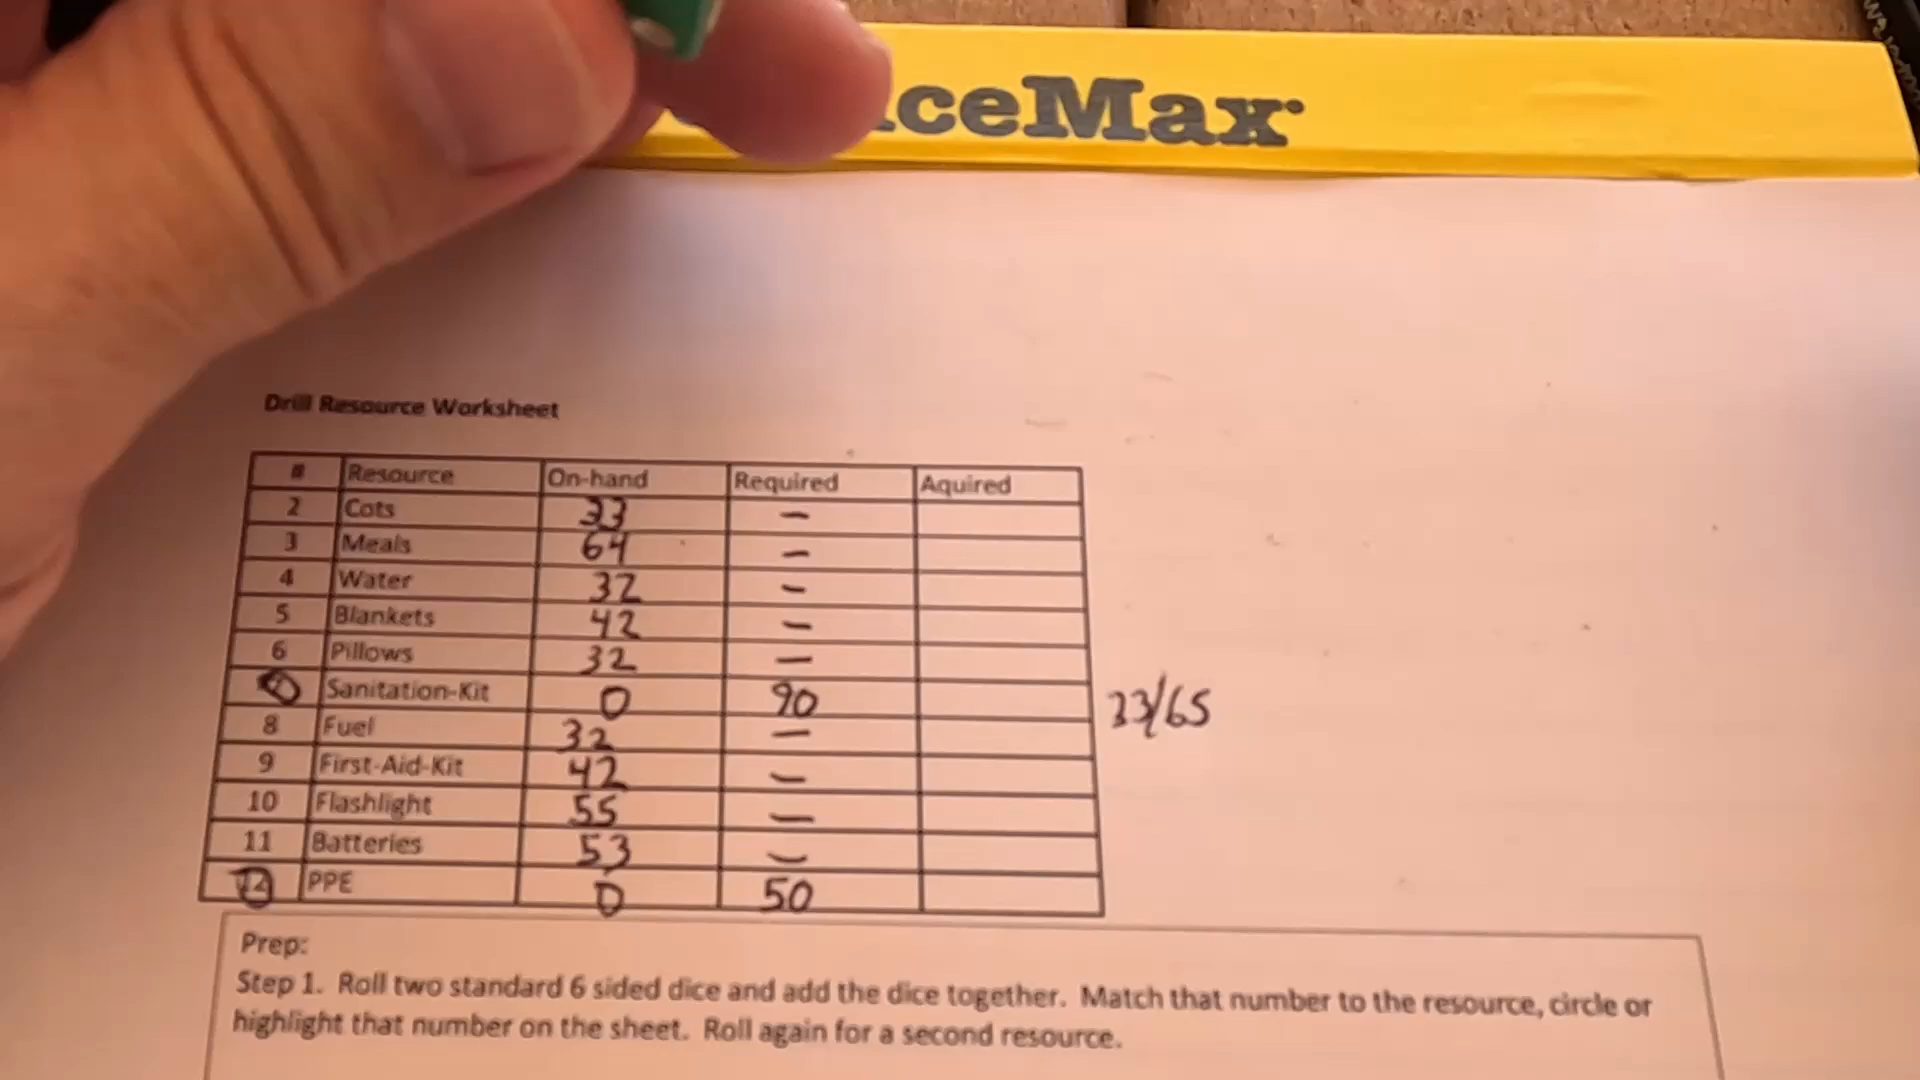 ceMax
Drill Resource Worksheet
# Resource On-hand Required Aquired
2 Cots 33 -
3 Meals 64 -
4 Water 32 -
5 Blankets 42 -
6 Pillows 32 -
Sanitation-Kit 0 90
33/65
8 Fuel 32 -
9 First-Aid-Kit 42 -
10 Flashlight 55 -
11 Batteries 53 -
12 PPE 0 50
Prep:
Step 1. Roll two standard 6 sided dice and add the dice together. Match that number to the resource, circle or
highlight that number on the sheet. Roll again for a second resource.